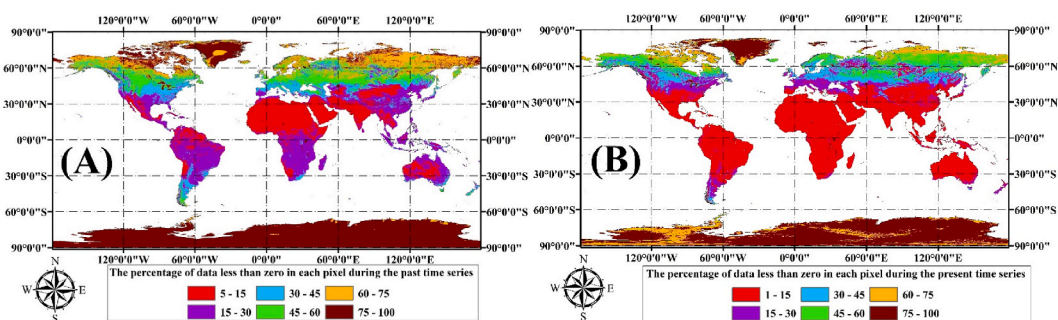 120°0'0"W 60°0'0"W 0°0'0" 60°0'0"E 120°0'0"E
90°0'0"N 90°0'0"N
60°0'0"N 60°0'0"N
30°0'0"N 30°0'0"N
0°0'0" 0°0'0"
(A)
30°0'0"S 30°0'0"S
60°0'0"S 60°0'0"S
90°0'0"S 90°0'0"S
120°0'0"W 60°0'0"W 0°0'0" 60°0'0"E 120°0'0"E
N
W E
S
The percentage of data less than zero in each pixel during the past time series
5 - 15 30 - 45 60 - 75
15 - 30 45 - 60 75 - 100
120°0'0"W 60°0'0"W 0°0'0" 60°0'0"E 120°0'0"E
90°0'0"N 90°0'0"N
60°0'0"N 60°0'0"N
30°0'0"N 30°0'0"N
0°0'0" 0°0'0"
(B)
30°0'0"S 30°0'0"S
60°0'0"S 60°0'0"S
90°0'0"S 90°0'0"S
120°0'0"W 60°0'0"W 0°0'0" 60°0'0"E 120°0'0"E
N
W E
S
The percentage of data less than zero in each pixel during the present time series
1 - 15 30 - 45 60 - 75
15 - 30 45 - 60 75 - 100